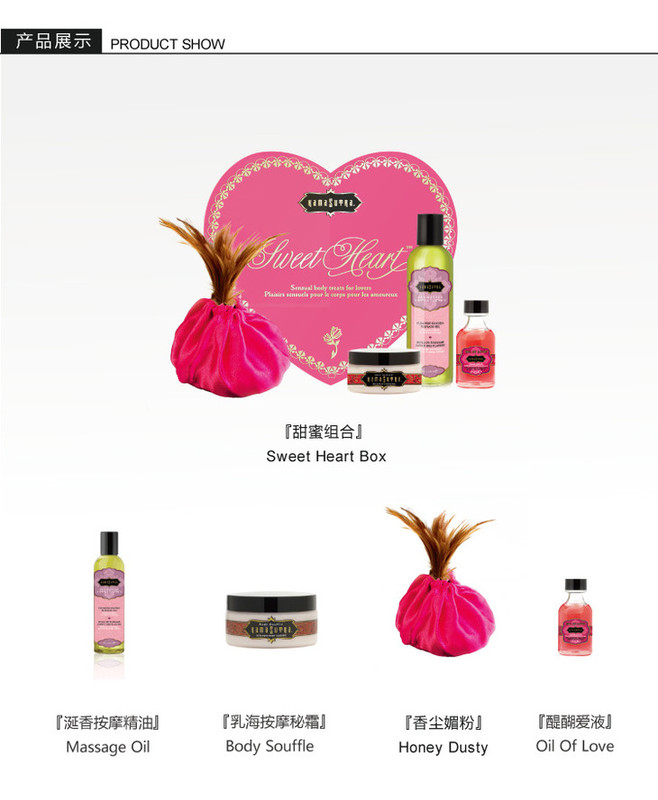 产品展示 PRODUCT SHOW
KAMASUTRA
Sweet Heart™
Sensual body treats for lovers
Plaisirs sensuels pour le corps pour les amoureux
KAMASUTRA
『甜蜜组合』
Sweet Heart Box
KAMASUTRA
『涎香按摩精油』
Massage Oil
『乳海按摩秘霜』
Body Souffle
『香尘媚粉』
Honey Dusty
『醍醐爱液』
Oil Of Love